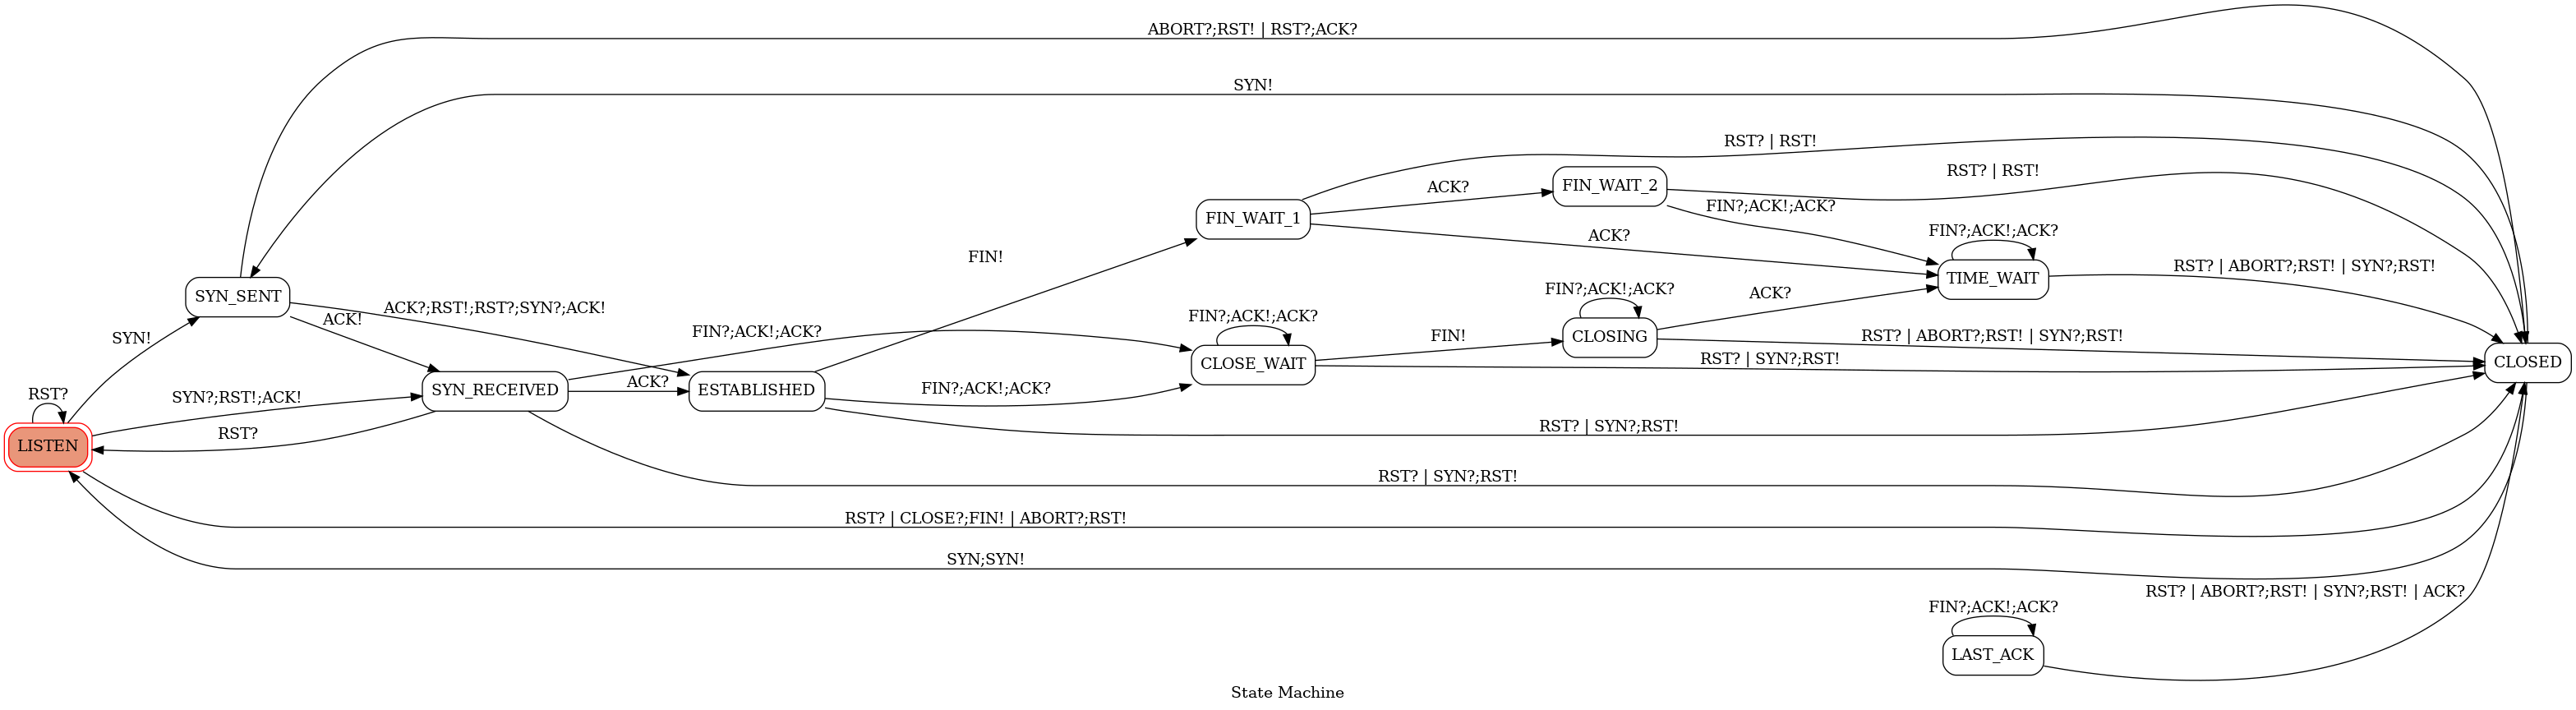 ABORT?;RST! | RST?;ACK?
SYN!
RST? | RST!
FIN_WAIT_2
RST? | RST!
ACK?
FIN_WAIT_1
FIN?;ACK!;ACK?
ACK?
FIN?;ACK!;ACK?
FIN!
TIME_WAIT
RST? | ABORT?;RST! | SYN?;RST!
SYN_SENT
ACK?;RST!;RST?;SYN?;ACK!
FIN?;ACK!;ACK?
ACK?
ACK!
FIN?;ACK!;ACK?
FIN?;ACK!;ACK?
SYN!
FIN!
CLOSING
RST? | ABORT?;RST! | SYN?;RST!
CLOSE_WAIT
RST? | SYN?;RST!
CLOSED
SYN_RECEIVED
ACK?
ESTABLISHED
FIN?;ACK!;ACK?
RST?
SYN?;RST!;ACK!
RST? | SYN?;RST!
RST?
LISTEN
RST? | SYN?;RST!
RST? | CLOSE?;FIN! | ABORT?;RST!
SYN;SYN!
RST? | ABORT?;RST! | SYN?;RST! | ACK?
FIN?;ACK!;ACK?
LAST_ACK
State Machine